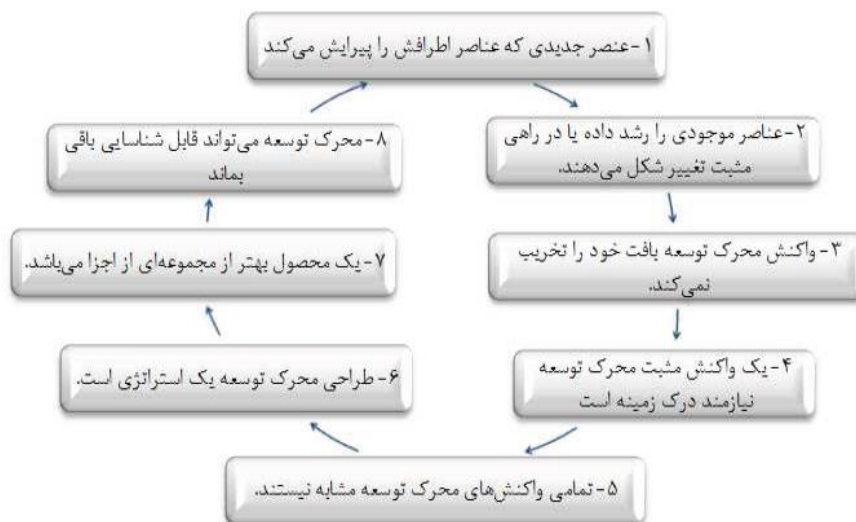 ۱-عنصر جدیدی که عناصر اطرافش را پیرایش می‌کند
۲-عناصر موجودی را رشد داده یا در راهی
مثبت تغییر شکل می‌دهند.
۳- واکنش محرک توسعه بافت خود را تخریب
نمی‌کند.
۴-یک واکنش مثبت محرک توسعه
نیازمند درک زمینه است
۵-تمامی واکنش‌های محرک توسعه مشابه نیستند.
۶- طراحی محرک توسعه یک استراتژی است.
۷-یک محصول بهتر از مجموعه‌ای از اجزا می‌باشد.
۸-محرک توسعه می‌تواند قابل شناسایی باقی
بماند